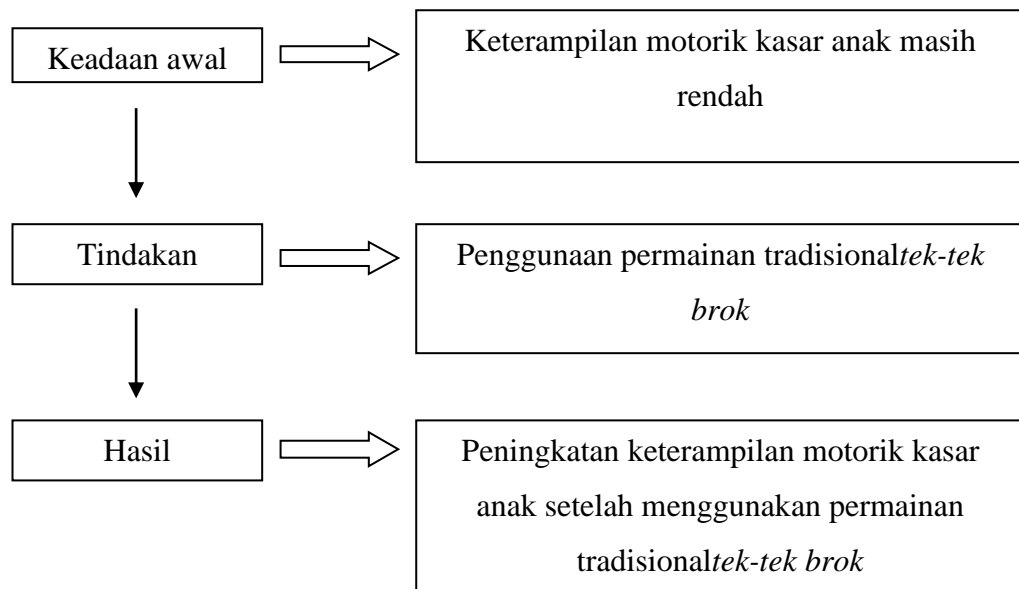 Keadaan awal
Keterampilan motorik kasar anak masih
rendah
Tindakan
Penggunaan permainan tradisionaltek-tek
brok
Hasil
Peningkatan keterampilan motorik kasar
anak setelah menggunakan permainan
tradisionaltek-tek brok